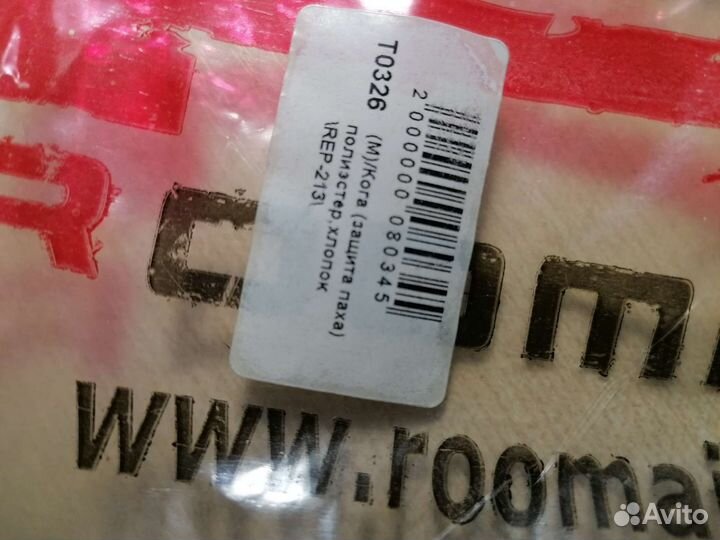 T0326 (M)/Кога (защита паха)
полиэстер,хлопок
\REP-213\
2 000000 080345
www.roomai
Avito